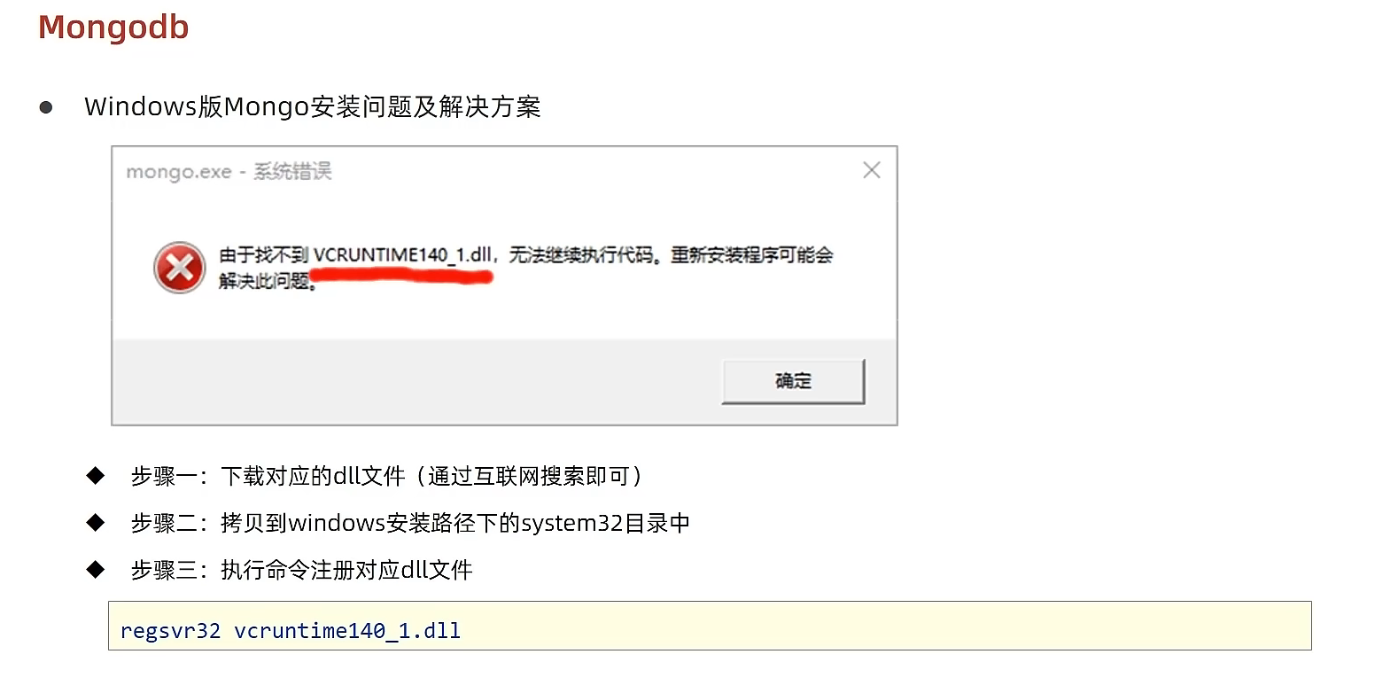 Mongodb
Windows版Mongo安装问题及解决方案
mongo.exe - 系统错误
由于找不到 VCRUNTIME140_1.dll，无法继续执行代码。重新安装程序可能会
解决此问题。
确定
步骤一：下载对应的dll文件（通过互联网搜索即可）
步骤二：拷贝到windows安装路径下的system32目录中
步骤三：执行命令注册对应dll文件
regsvr32 vcruntime140_1.dll